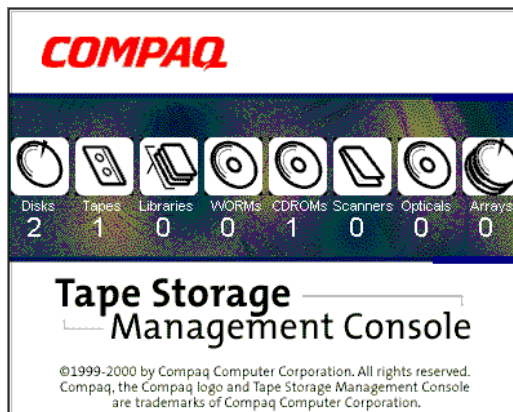 COMPAQ
Disks Tapes Libraries WORMs CDROMs Scanners Opticals Arrays
2 1 0 0 1 0 0 0
Tape Storage
Management Console
©1999-2000 by Compaq Computer Corporation. All rights reserved.
Compaq, the Compaq logo and Tape Storage Management Console
are trademarks of Compaq Computer Corporation.